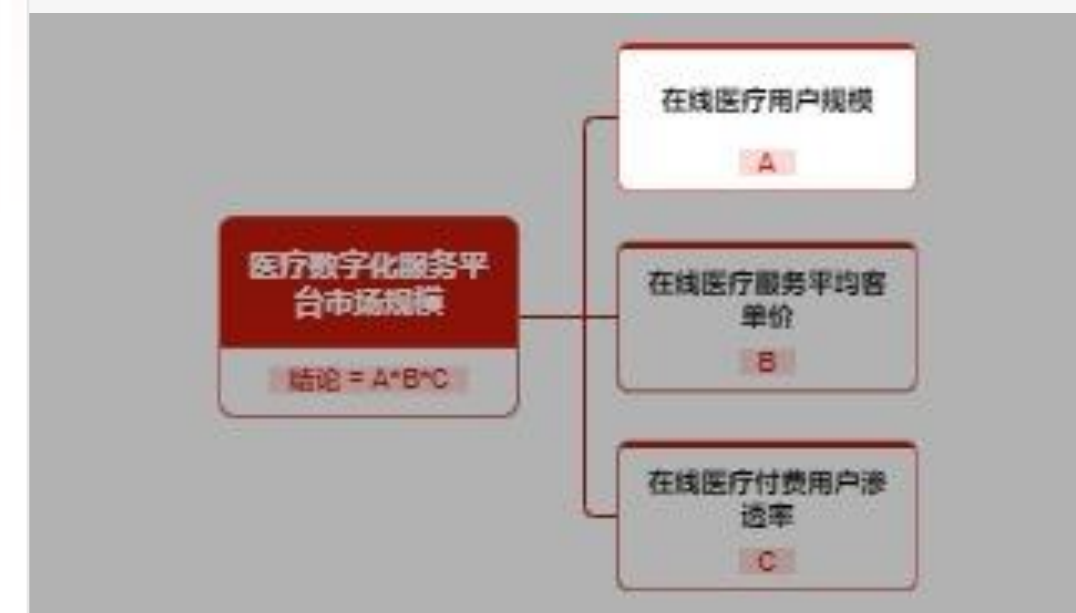 在线医疗用户规模
A
医疗数字化服务平
台市场规模
结论 = A*B*C
在线医疗服务平均客
单价
B
在线医疗付费用户渗
透率
C